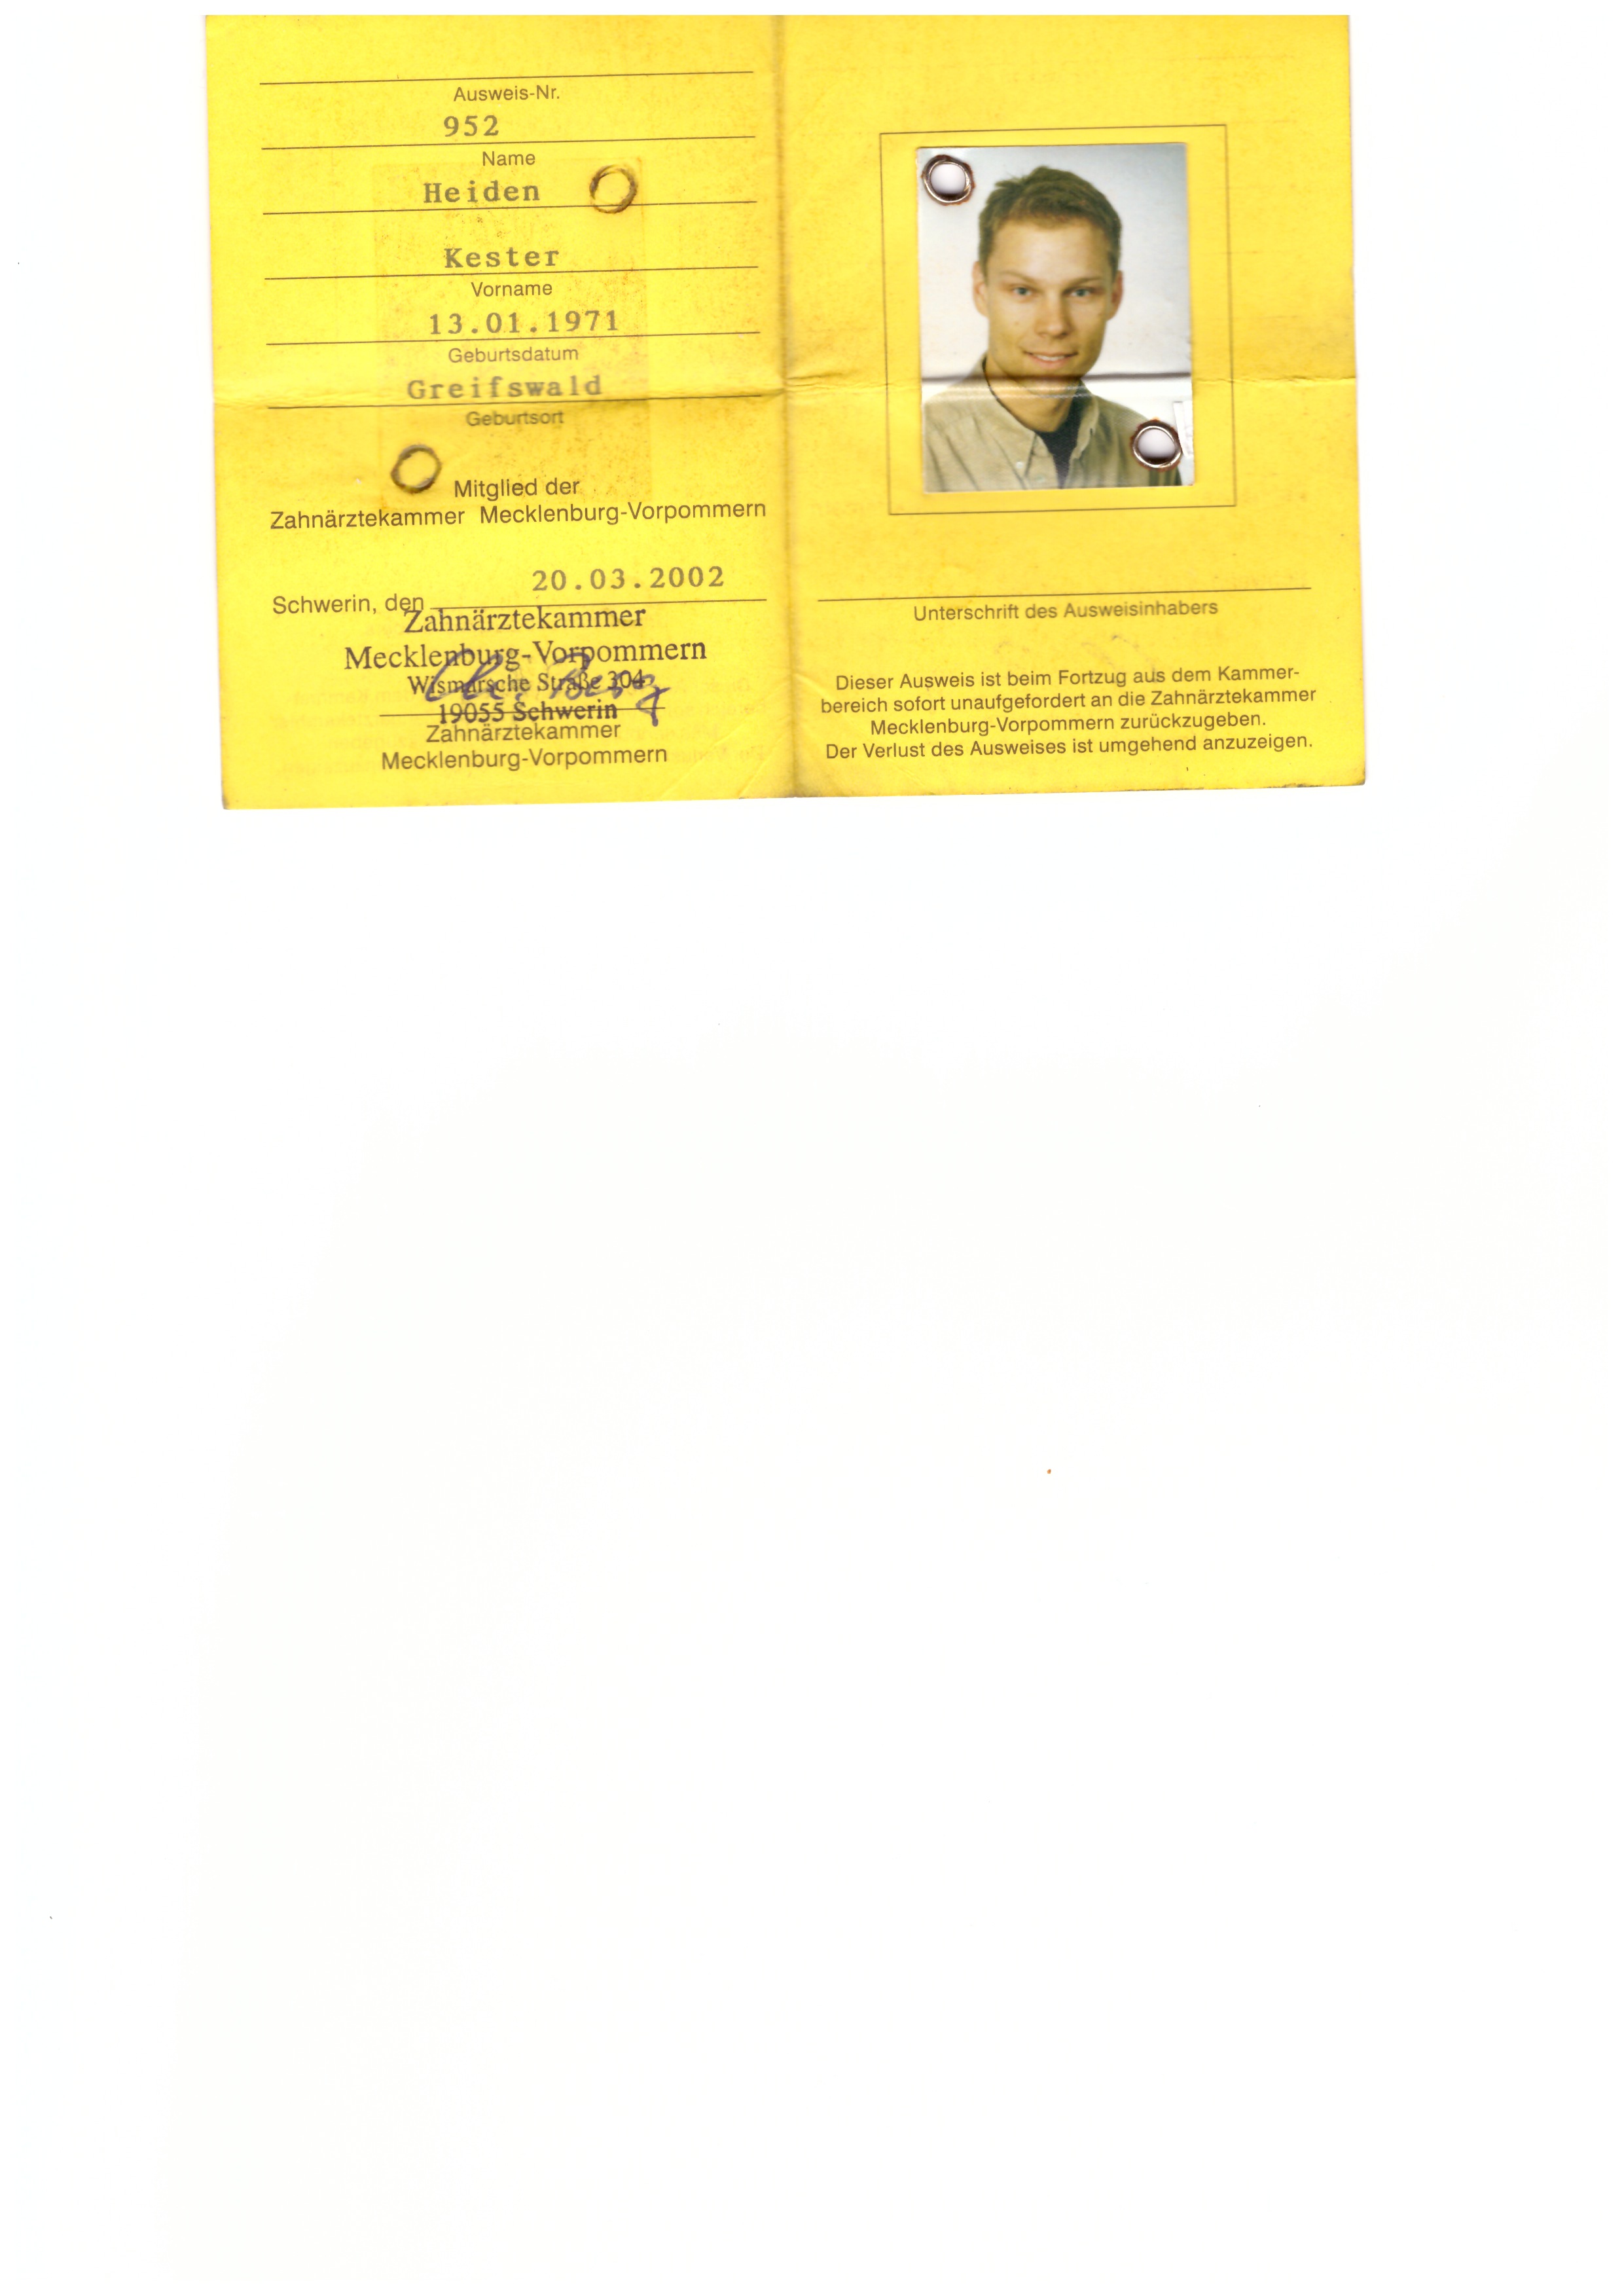 Ausweis-Nr.
952
Name
Heiden
Kester
Vorname
13.01.1971
Geburtsdatum
Greifswald
Geburtsort
Mitglied der
Zahnärztekammer Mecklenburg-Vorpommern
20.03.2002
Schwerin, den
Zahnärztekammer
Mecklenburg-Vorpommern
Wismarsche Straße 304
19055 Schwerin
Zahnärztekammer
Mecklenburg-Vorpommern
Unterschrift des Ausweisinhabers
Dieser Ausweis ist beim Fortzug aus dem Kammer-
bereich sofort unaufgefordert an die Zahnärztekammer
Mecklenburg-Vorpommern zurückzugeben.
Der Verlust des Ausweises ist umgehend anzuzeigen.